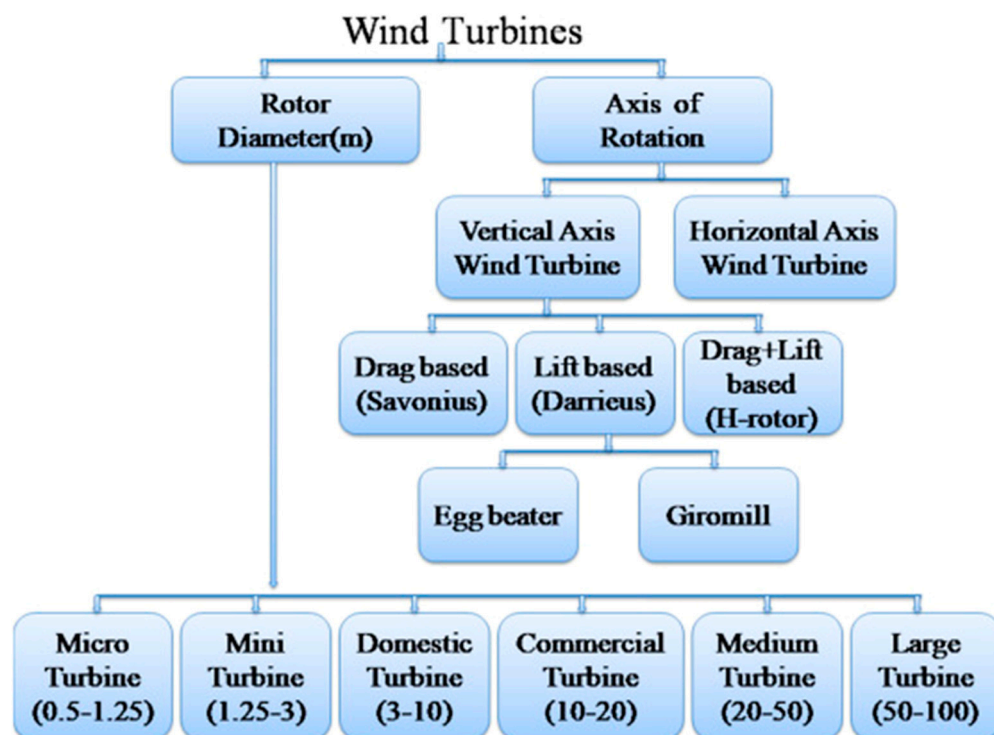 Wind Turbines
Rotor
Diameter(m)
Axis of
Rotation
Vertical Axis
Wind Turbine
Horizontal Axis
Wind Turbine
Drag based
(Savonius)
Lift based
(Darrieus)
Drag+Lift
based
(H-rotor)
Egg beater
Giromill
Micro
Turbine
(0.5-1.25)
Mini
Turbine
(1.25-3)
Domestic
Turbine
(3-10)
Commercial
Turbine
(10-20)
Medium
Turbine
(20-50)
Large
Turbine
(50-100)